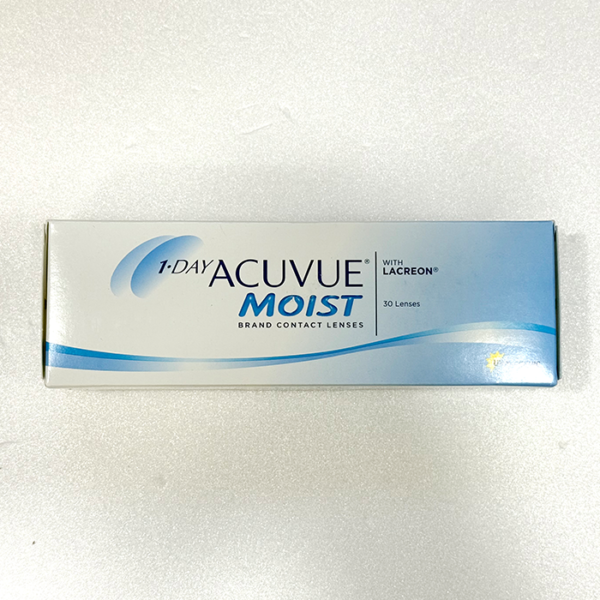 1·DAY ACUVUE®
MOIST
BRAND CONTACT LENSES
WITH
LACREON®
30 Lenses